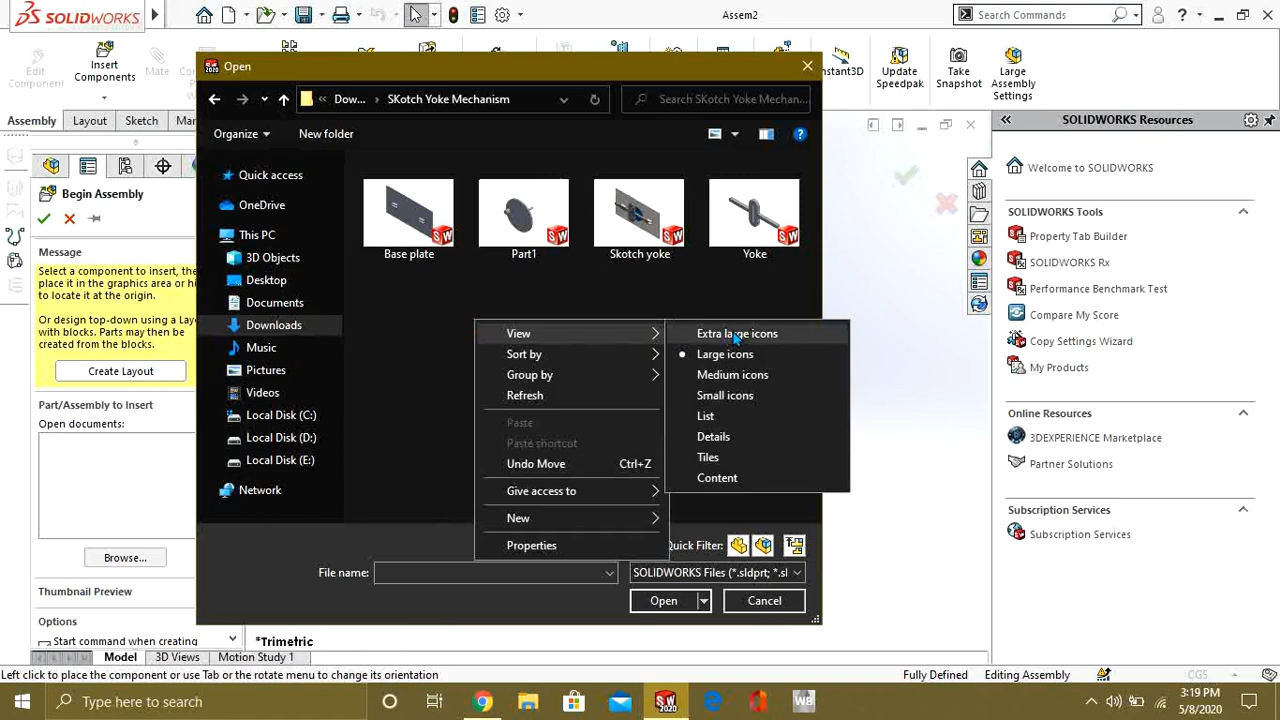 SOLIDWORKS
Assem2
Search Commands
Edit Component
Insert Components
Mate
Instant3D
Update Speedpak
Take Snapshot
Large Assembly Settings
Assembly
Layout
Sketch
Mar
SOLIDWORKS Resources
Open
Dow...
SKotch Yoke Mechanism
Search SKotch Yoke Mechan...
Organize
New folder
Begin Assembly
Message
Select a component to insert, the
place it in the graphics area or hi
to locate it at the origin.
Or design top-down using a Lay
with blocks. Parts may then be
created from the blocks.
Create Layout
Part/Assembly to Insert
Open documents:
Browse...
Thumbnail Preview
Options
Start command when creating
Quick access
OneDrive
This PC
3D Objects
Desktop
Documents
Downloads
Music
Pictures
Videos
Local Disk (C:)
Local Disk (D:)
Local Disk (E:)
Network
Base plate
Part1
Skotch yoke
Yoke
View
Sort by
Group by
Refresh
Paste
Paste shortcut
Undo Move Ctrl+Z
Give access to
New
Properties
Extra large icons
Large icons
Medium icons
Small icons
List
Details
Tiles
Content
Quick Filter:
File name:
SOLIDWORKS Files (*.sldprt; *.sl
Open
Cancel
Welcome to SOLIDWORKS
SOLIDWORKS Tools
Property Tab Builder
SOLIDWORKS Rx
Performance Benchmark Test
Compare My Score
Copy Settings Wizard
My Products
Online Resources
3DEXPERIENCE Marketplace
Partner Solutions
Subscription Services
Subscription Services
*Trimetric
Model
3D Views
Motion Study 1
Left click to place the component or use Tab or the rotate menu to change its orientation
Fully Defined
Editing Assembly
CGS
Type here to search
SW
2020
WB
3:19 PM
5/8/2020